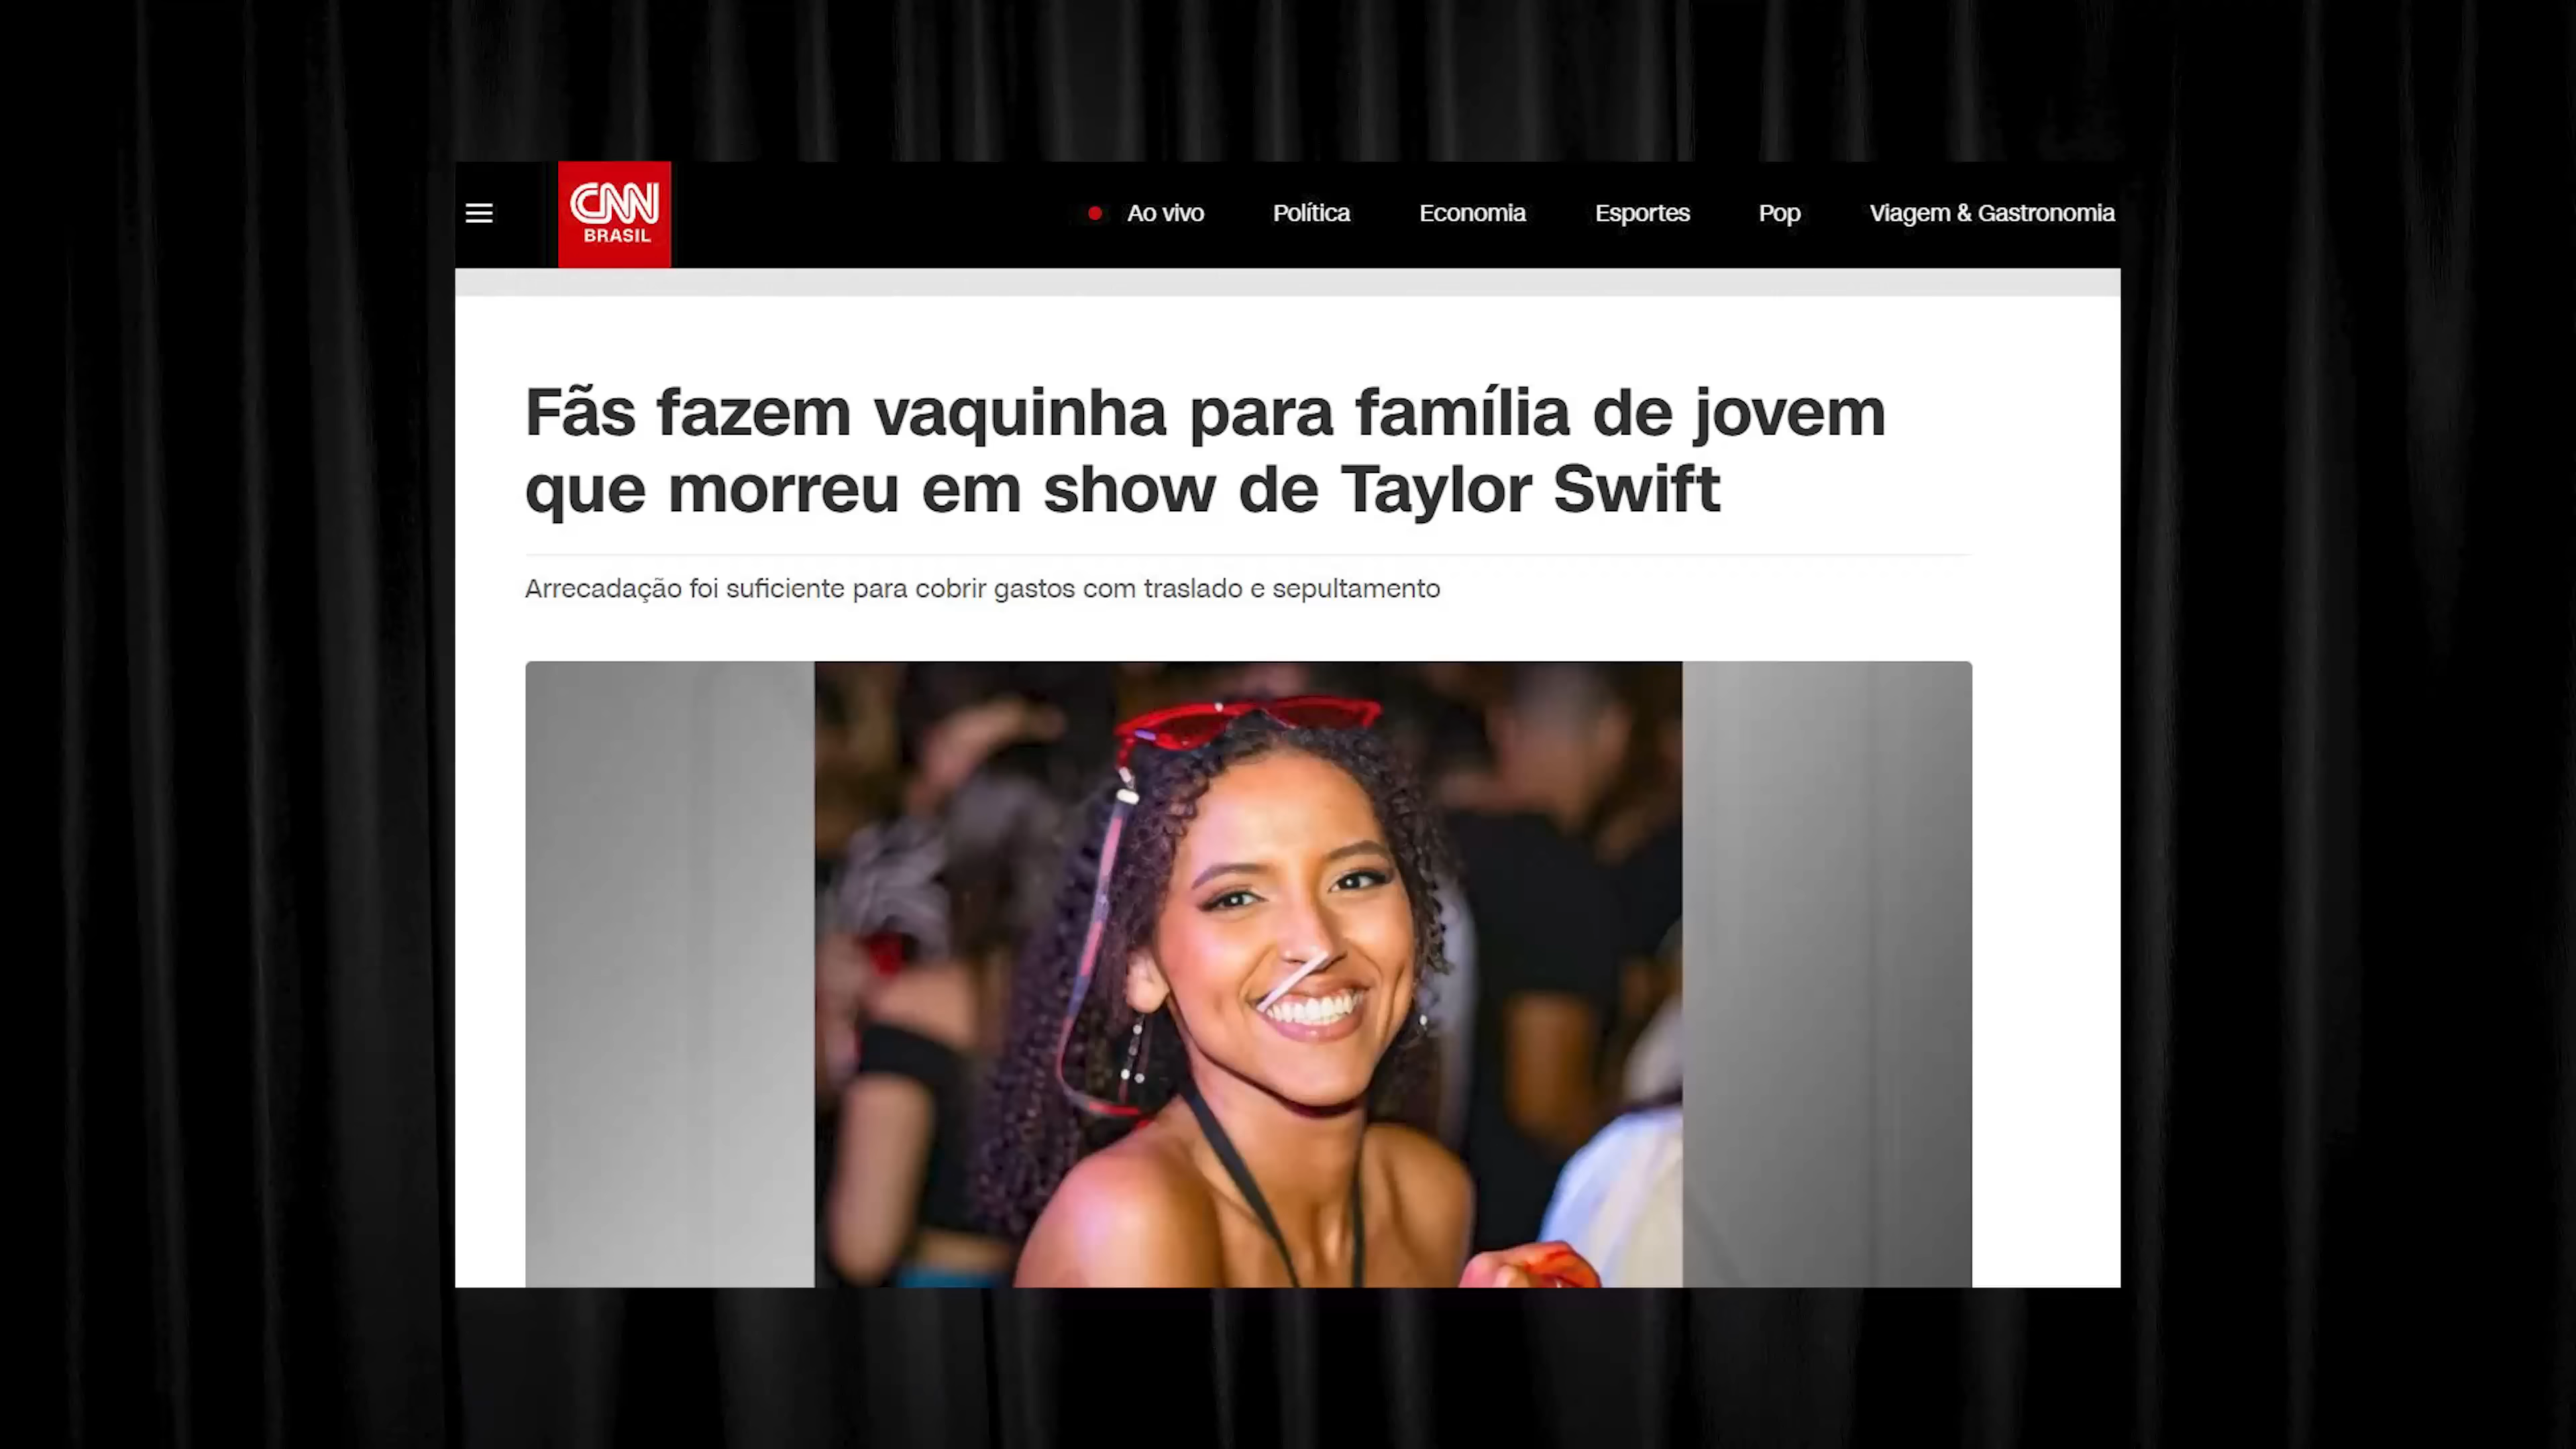 CNN
BRASIL
Ao vivo Política Economia Esportes Pop Viagem & Gastronomia
Fãs fazem vaquinha para família de jovem
que morreu em show de Taylor Swift
Arrecadação foi suficiente para cobrir gastos com traslado e sepultamento